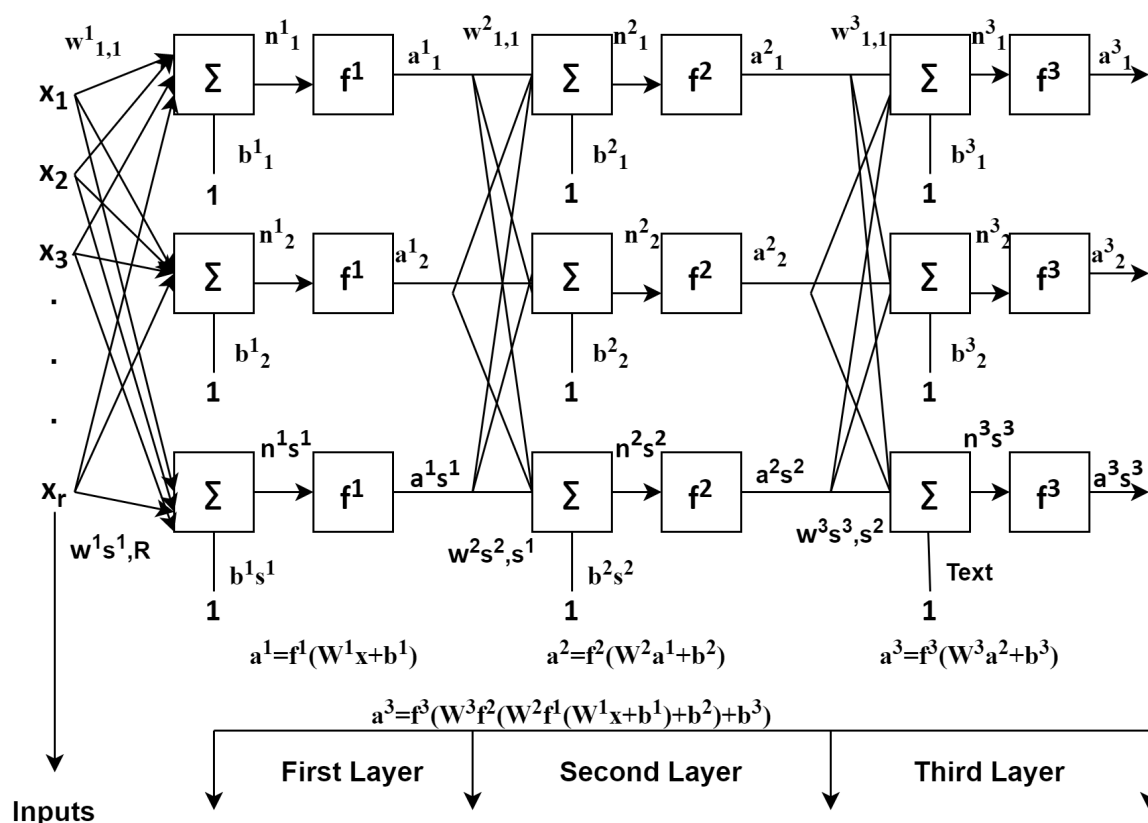 w¹₁,₁ n¹₁ a¹₁ w²₁,₁ n²₁ a²₁ w³₁,₁ n³₁ a³₁
x₁ Σ f¹ Σ f² Σ f³
b¹₁ b²₁ b³₁
x₂ 1 1 1
n¹₂ a¹₂ n²₂ a²₂ n³₂ a³₂
x₃ Σ f¹ Σ f² Σ f³
.
b¹₂ b²₂ b³₂
.
1 1 1
.
n¹s¹ a¹s¹ n²s² a²s² n³s³ a³s³
xᵣ Σ f¹ Σ f² Σ f³
w¹s¹,R w²s²,s¹ w³s³,s²
b¹s¹ b²s² Text
1 1 1
a¹=f¹(W¹x+b¹) a²=f²(W²a¹+b²) a³=f³(W³a²+b³)
a³=f³(W³f²(W²f¹(W¹x+b¹)+b²)+b³)
First Layer Second Layer Third Layer
Inputs